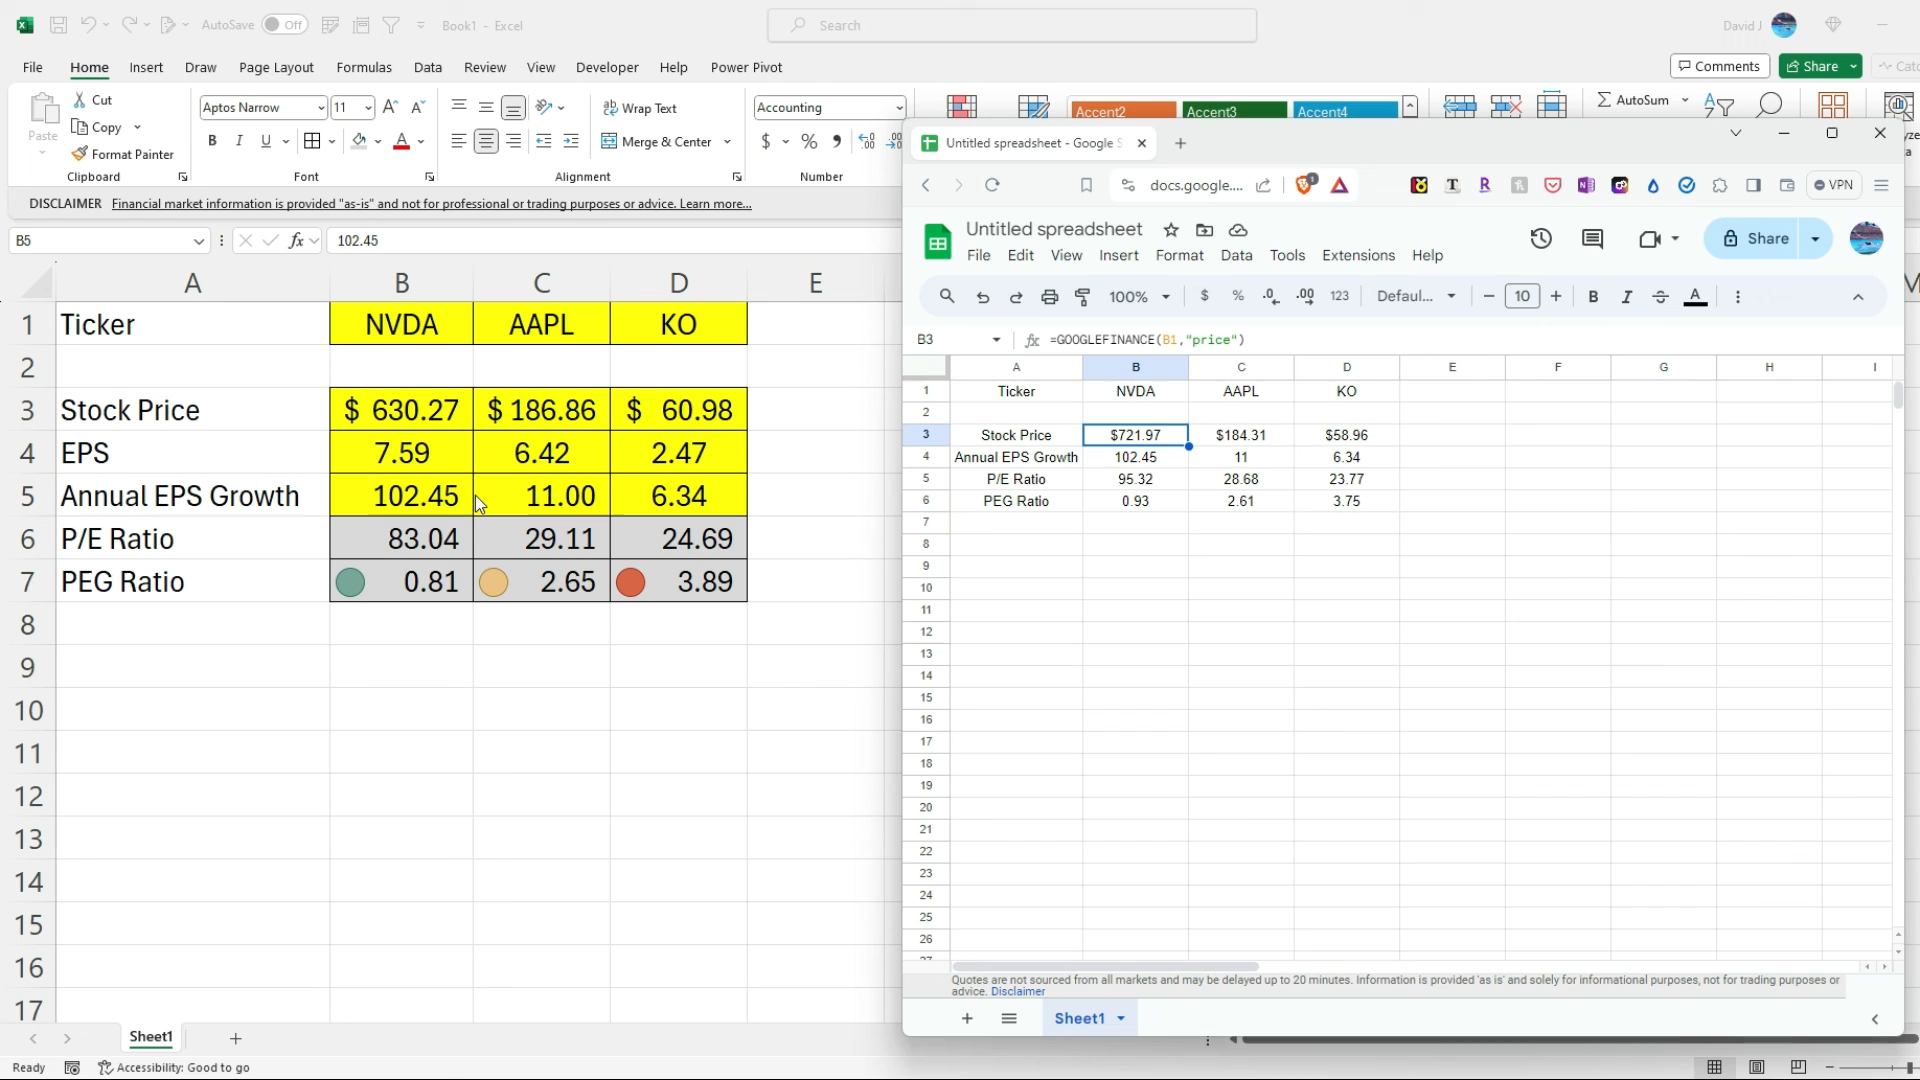 AutoSave Off Book1 - Excel Search David J
File Home Insert Draw Page Layout Formulas Data Review View Developer Help Power Pivot Comments Share
Paste Cut Copy Format Painter
Aptos Narrow 11 Wrap Text Accounting Accent2 Accent3 Accent4 AutoSum
B I U A Merge & Center $ % 9
Clipboard Font Alignment Number
DISCLAIMER Financial market information is provided "as-is" and not for professional or trading purposes or advice. Learn more...
B5 fx 102.45
A B C D E
1 Ticker NVDA AAPL KO
2
3 Stock Price $ 630.27 $ 186.86 $ 60.98
4 EPS 7.59 6.42 2.47
5 Annual EPS Growth 102.45 11.00 6.34
6 P/E Ratio 83.04 29.11 24.69
7 PEG Ratio 0.81 2.65 3.89
8
9
10
11
12
13
14
15
16
17
Sheet1
Ready Accessibility: Good to go
Untitled spreadsheet - Google S
docs.google.... VPN
Untitled spreadsheet
File Edit View Insert Format Data Tools Extensions Help Share
100% $ % .0 .00 123 Defaul... 10 B I A
B3 fx =GOOGLEFINANCE(B1,"price")
A B C D E F G H I
1 Ticker NVDA AAPL KO
2
3 Stock Price $721.97 $184.31 $58.96
4 Annual EPS Growth 102.45 11 6.34
5 P/E Ratio 95.32 28.68 23.77
6 PEG Ratio 0.93 2.61 3.75
7
8
9
10
11
12
13
14
15
16
17
18
19
20
21
22
23
24
25
26
Quotes are not sourced from all markets and may be delayed up to 20 minutes. Information is provided 'as is' and solely for informational purposes, not for trading purposes or
advice. Disclaimer
Sheet1